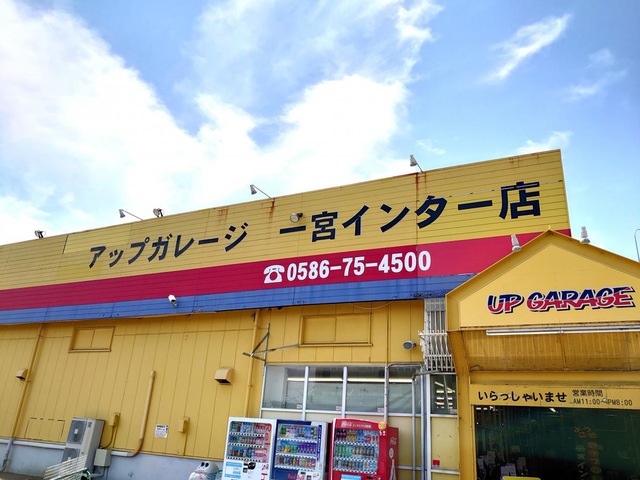 アップガレージ 一宮インター店
☎0586-75-4500
UP GARAGE
いらっしゃいませ 営業時間
AM11:00~PM8:00